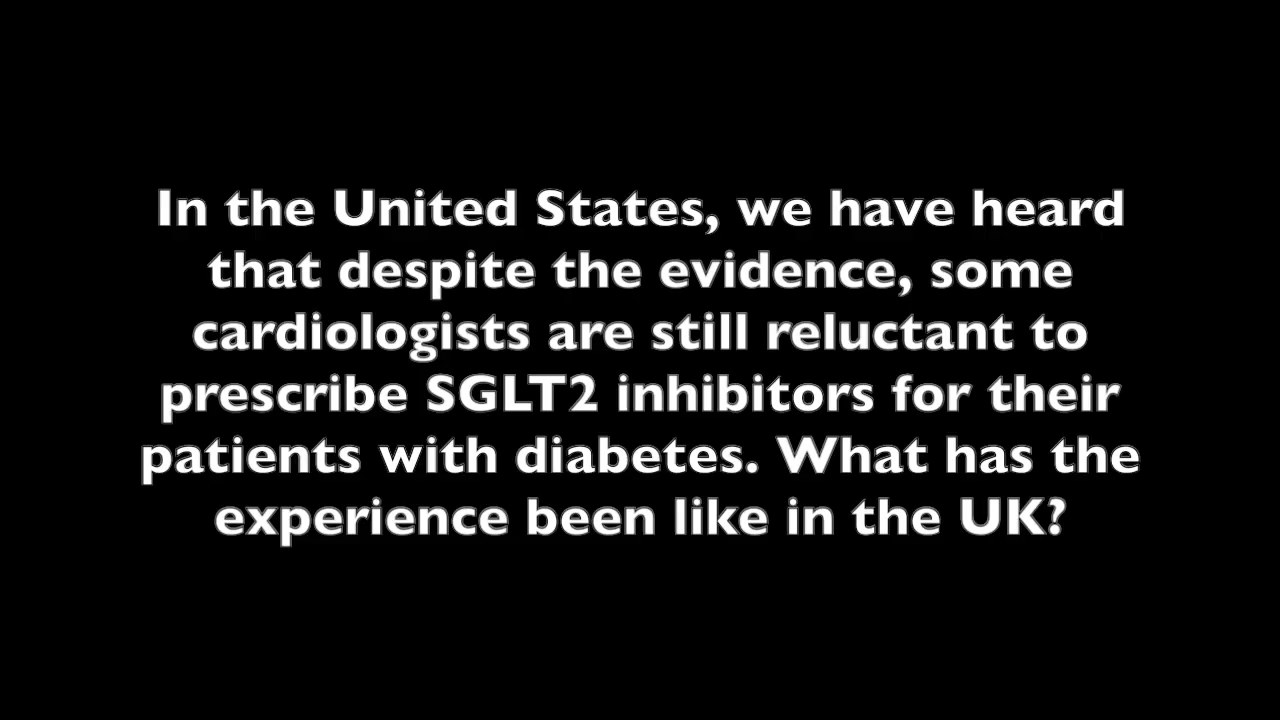 In the United States, we have heard
that despite the evidence, some
cardiologists are still reluctant to
prescribe SGLT2 inhibitors for their
patients with diabetes. What has the
experience been like in the UK?